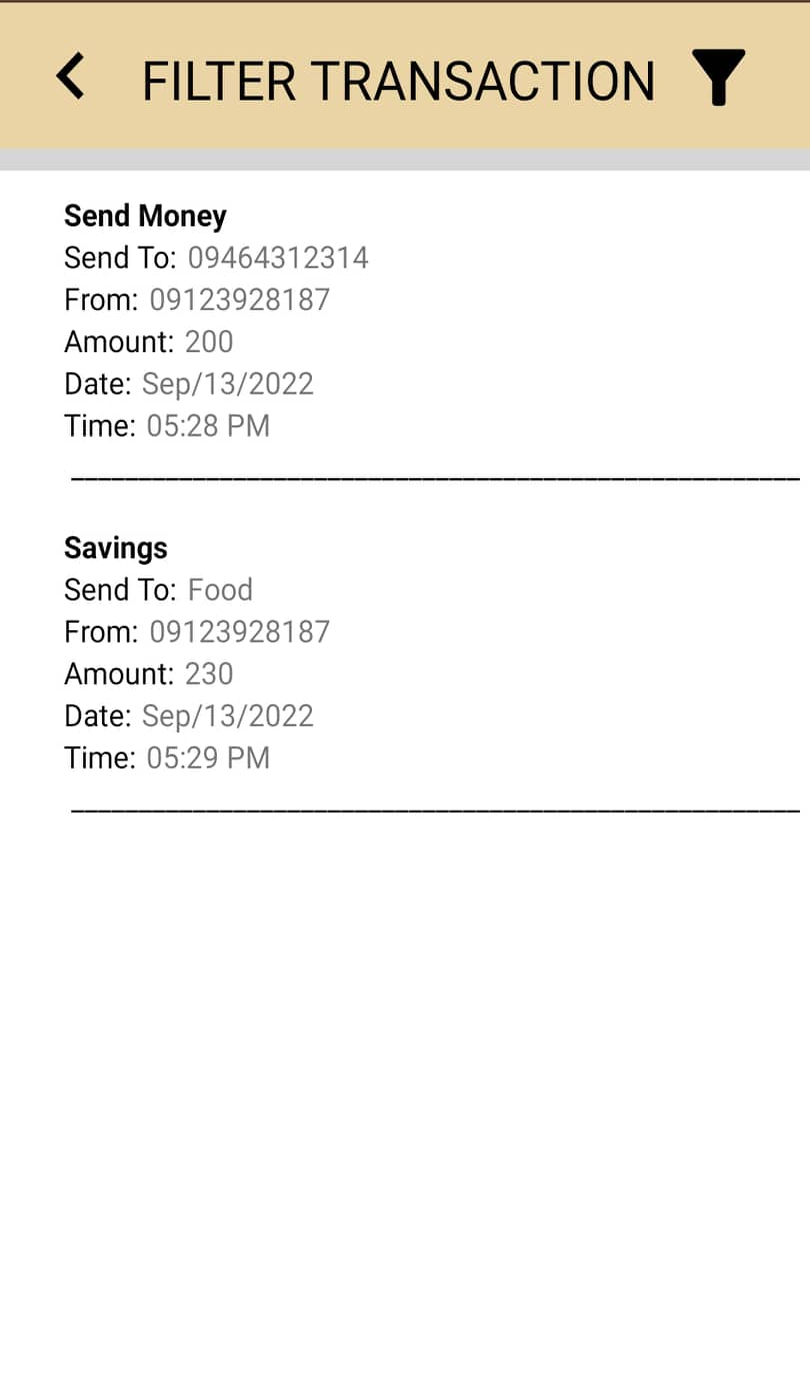 FILTER TRANSACTION
Send Money
Send To: 09464312314
From: 09123928187
Amount: 200
Date: Sep/13/2022
Time: 05:28 PM
Savings
Send To: Food
From: 09123928187
Amount: 230
Date: Sep/13/2022
Time: 05:29 PM